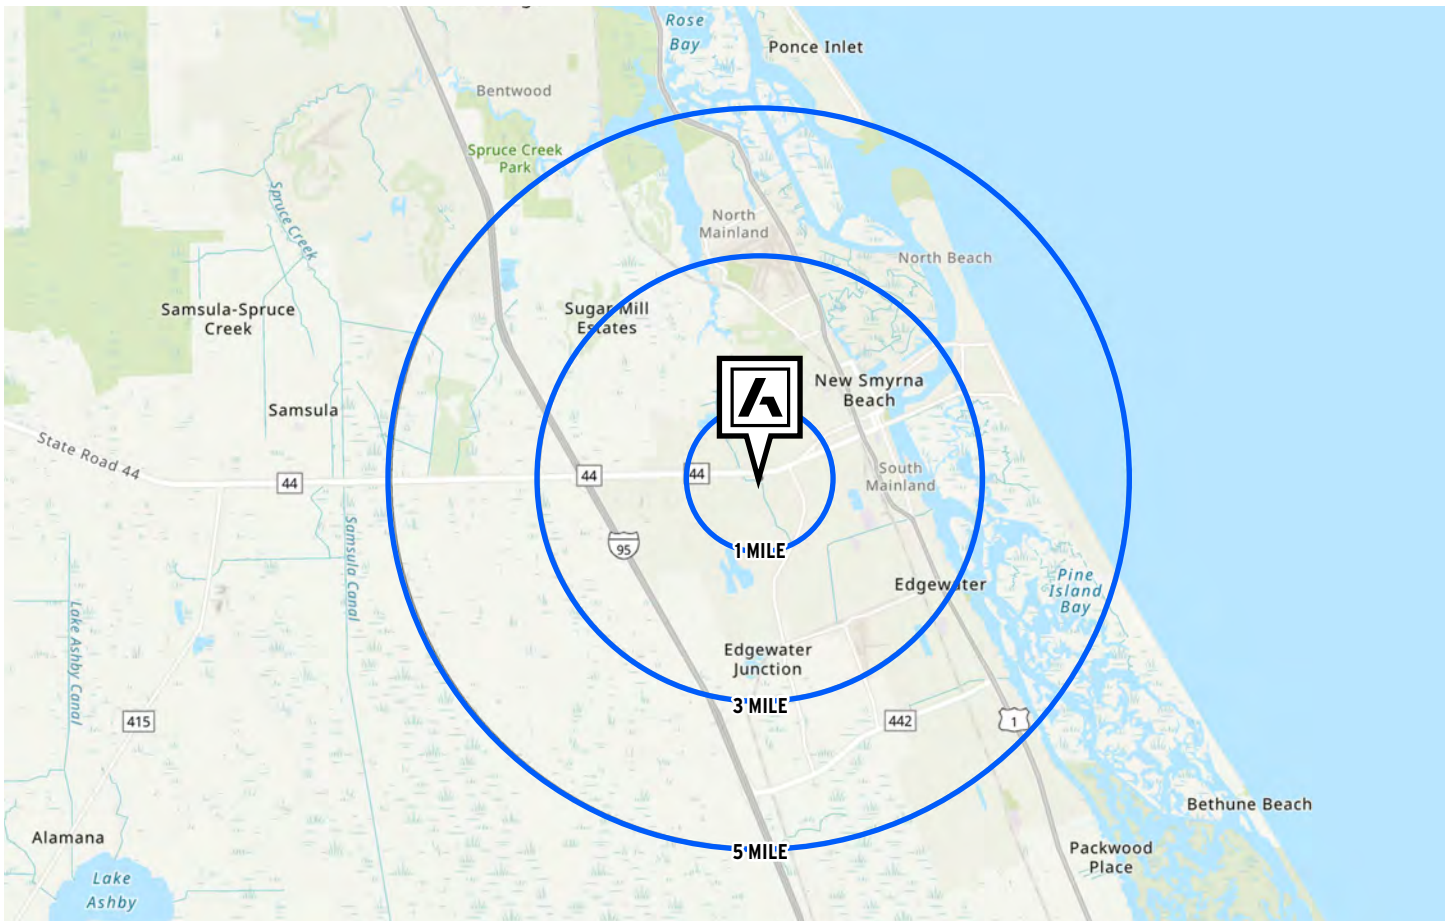 Rose
Bay
Ponce Inlet
Bentwood
Spruce Creek
Park
Spruce Creek
North
Mainland
North Beach
Samsula-Spruce
Creek
Sugar Mill
Estates
New Smyrna
Beach
Samsula
State Road 44
44
44
44
South
Mainland
Samsula Canal
95
1 MILE
Pine
Island
Bay
Edgewater
Lake Ashby Canal
Edgewater
Junction
3 MILE
415
442
1
Bethune Beach
Alamana
5 MILE
Packwood
Place
Lake
Ashby